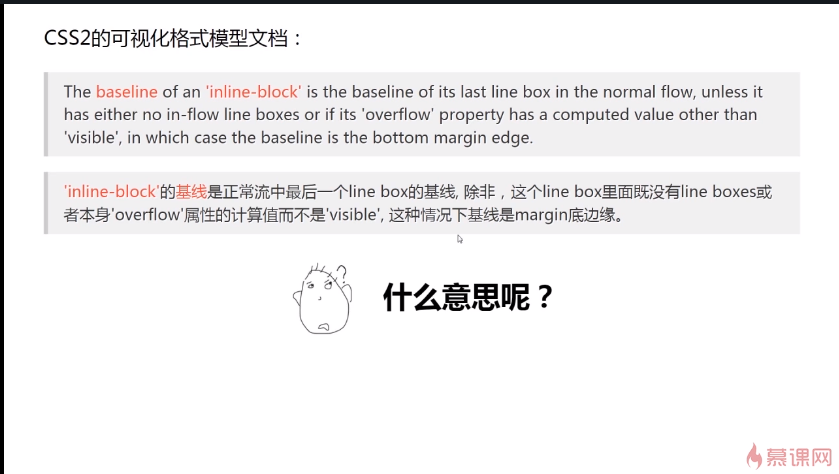 CSS2的可视化格式模型文档：
The baseline of an 'inline-block' is the baseline of its last line box in the normal flow, unless it
has either no in-flow line boxes or if its 'overflow' property has a computed value other than
'visible', in which case the baseline is the bottom margin edge.
'inline-block'的基线是正常流中最后一个line box的基线, 除非，这个line box里面既没有line boxes或
者本身'overflow'属性的计算值而不是'visible', 这种情况下基线是margin底边缘。
?
什么意思呢？
慕课网